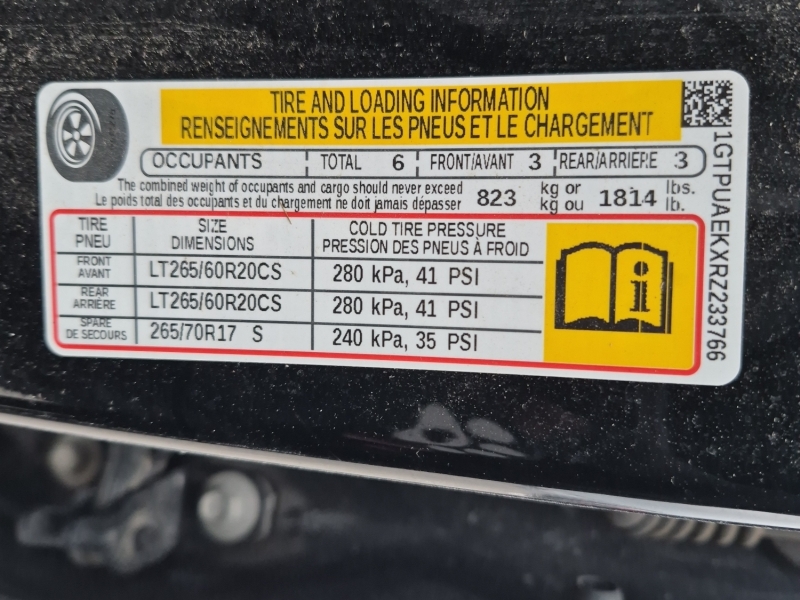 TIRE AND LOADING INFORMATION
RENSEIGNEMENTS SUR LES PNEUS ET LE CHARGEMENT
OCCUPANTS TOTAL 6 FRONT/AVANT 3 REAR/ARRIÈRE 3
The combined weight of occupants and cargo should never exceed 823 kg or 1814 lbs.
Le poids total des occupants et du chargement ne doit jamais dépasser kg ou lb.
TIRE SIZE COLD TIRE PRESSURE
PNEU DIMENSIONS PRESSION DES PNEUS À FROID
FRONT AVANT LT265/60R20CS 280 kPa, 41 PSI
REAR ARRIÈRE LT265/60R20CS 280 kPa, 41 PSI
SPARE DE SECOURS 265/70R17 S 240 kPa, 35 PSI
i
1GTPUAEKXRZ233766